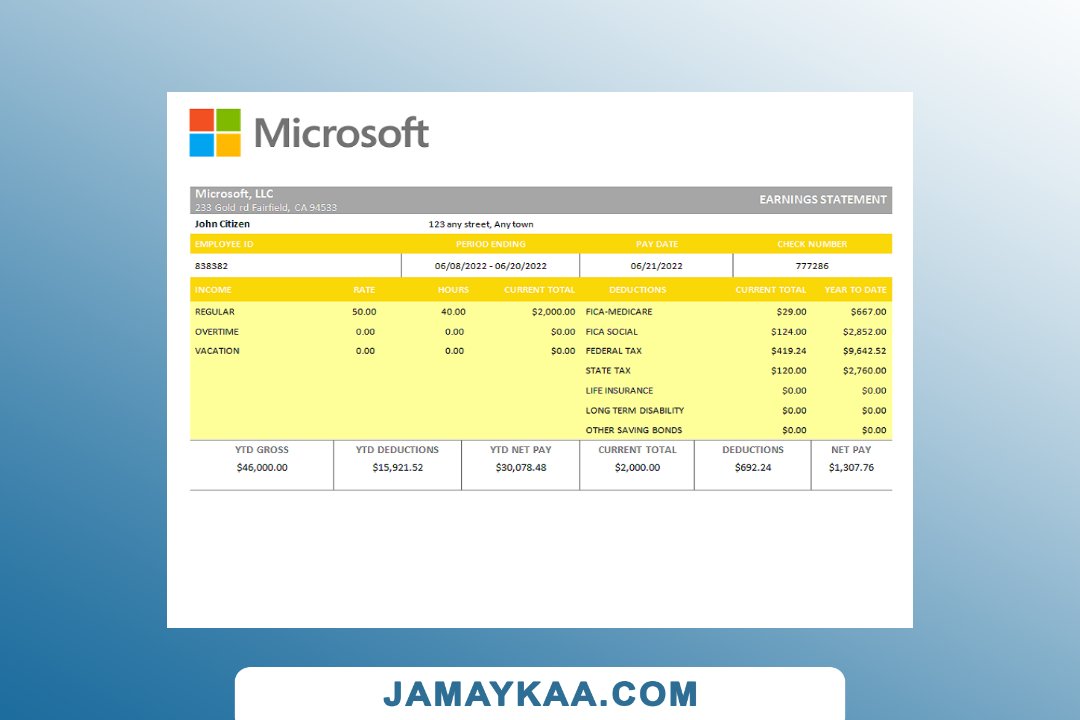 Microsoft
Microsoft, LLC
233 Gold rd Fairfield, CA 94533
EARNINGS STATEMENT
John Citizen 123 any street, Any town
EMPLOYEE ID PERIOD ENDING PAY DATE CHECK NUMBER
838382 06/08/2022 - 06/20/2022 06/21/2022 777286
INCOME RATE HOURS CURRENT TOTAL DEDUCTIONS CURRENT TOTAL YEAR TO DATE
REGULAR 50.00 40.00 $2,000.00 FICA-MEDICARE $29.00 $667.00
OVERTIME 0.00 0.00 $0.00 FICA SOCIAL $124.00 $2,852.00
VACATION 0.00 0.00 $0.00 FEDERAL TAX $419.24 $9,642.52
STATE TAX $120.00 $2,760.00
LIFE INSURANCE $0.00 $0.00
LONG TERM DISABILITY $0.00 $0.00
OTHER SAVING BONDS $0.00 $0.00
YTD GROSS YTD DEDUCTIONS YTD NET PAY CURRENT TOTAL DEDUCTIONS NET PAY
$46,000.00 $15,921.52 $30,078.48 $2,000.00 $692.24 $1,307.76
JAMAYKAA.COM